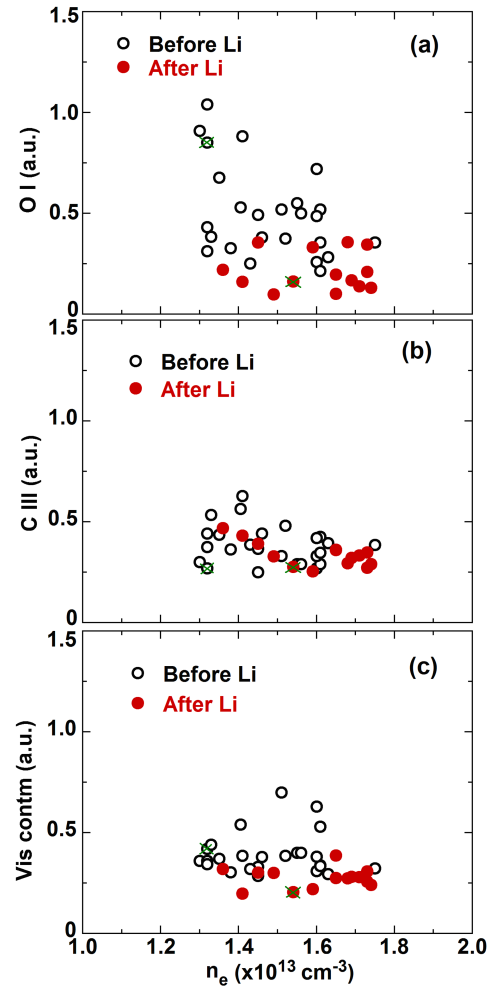 1.5
(a)
Before Li
After Li
1.0
O I (a.u.)
0.5
0
1.5
(b)
Before Li
After Li
1.0
C III (a.u.)
0.5
0
1.5
(c)
Before Li
After Li
1.0
Vis contm (a.u.)
0.5
0
1.0 1.2 1.4 1.6 1.8 2.0
nₑ (x10¹³ cm⁻³)